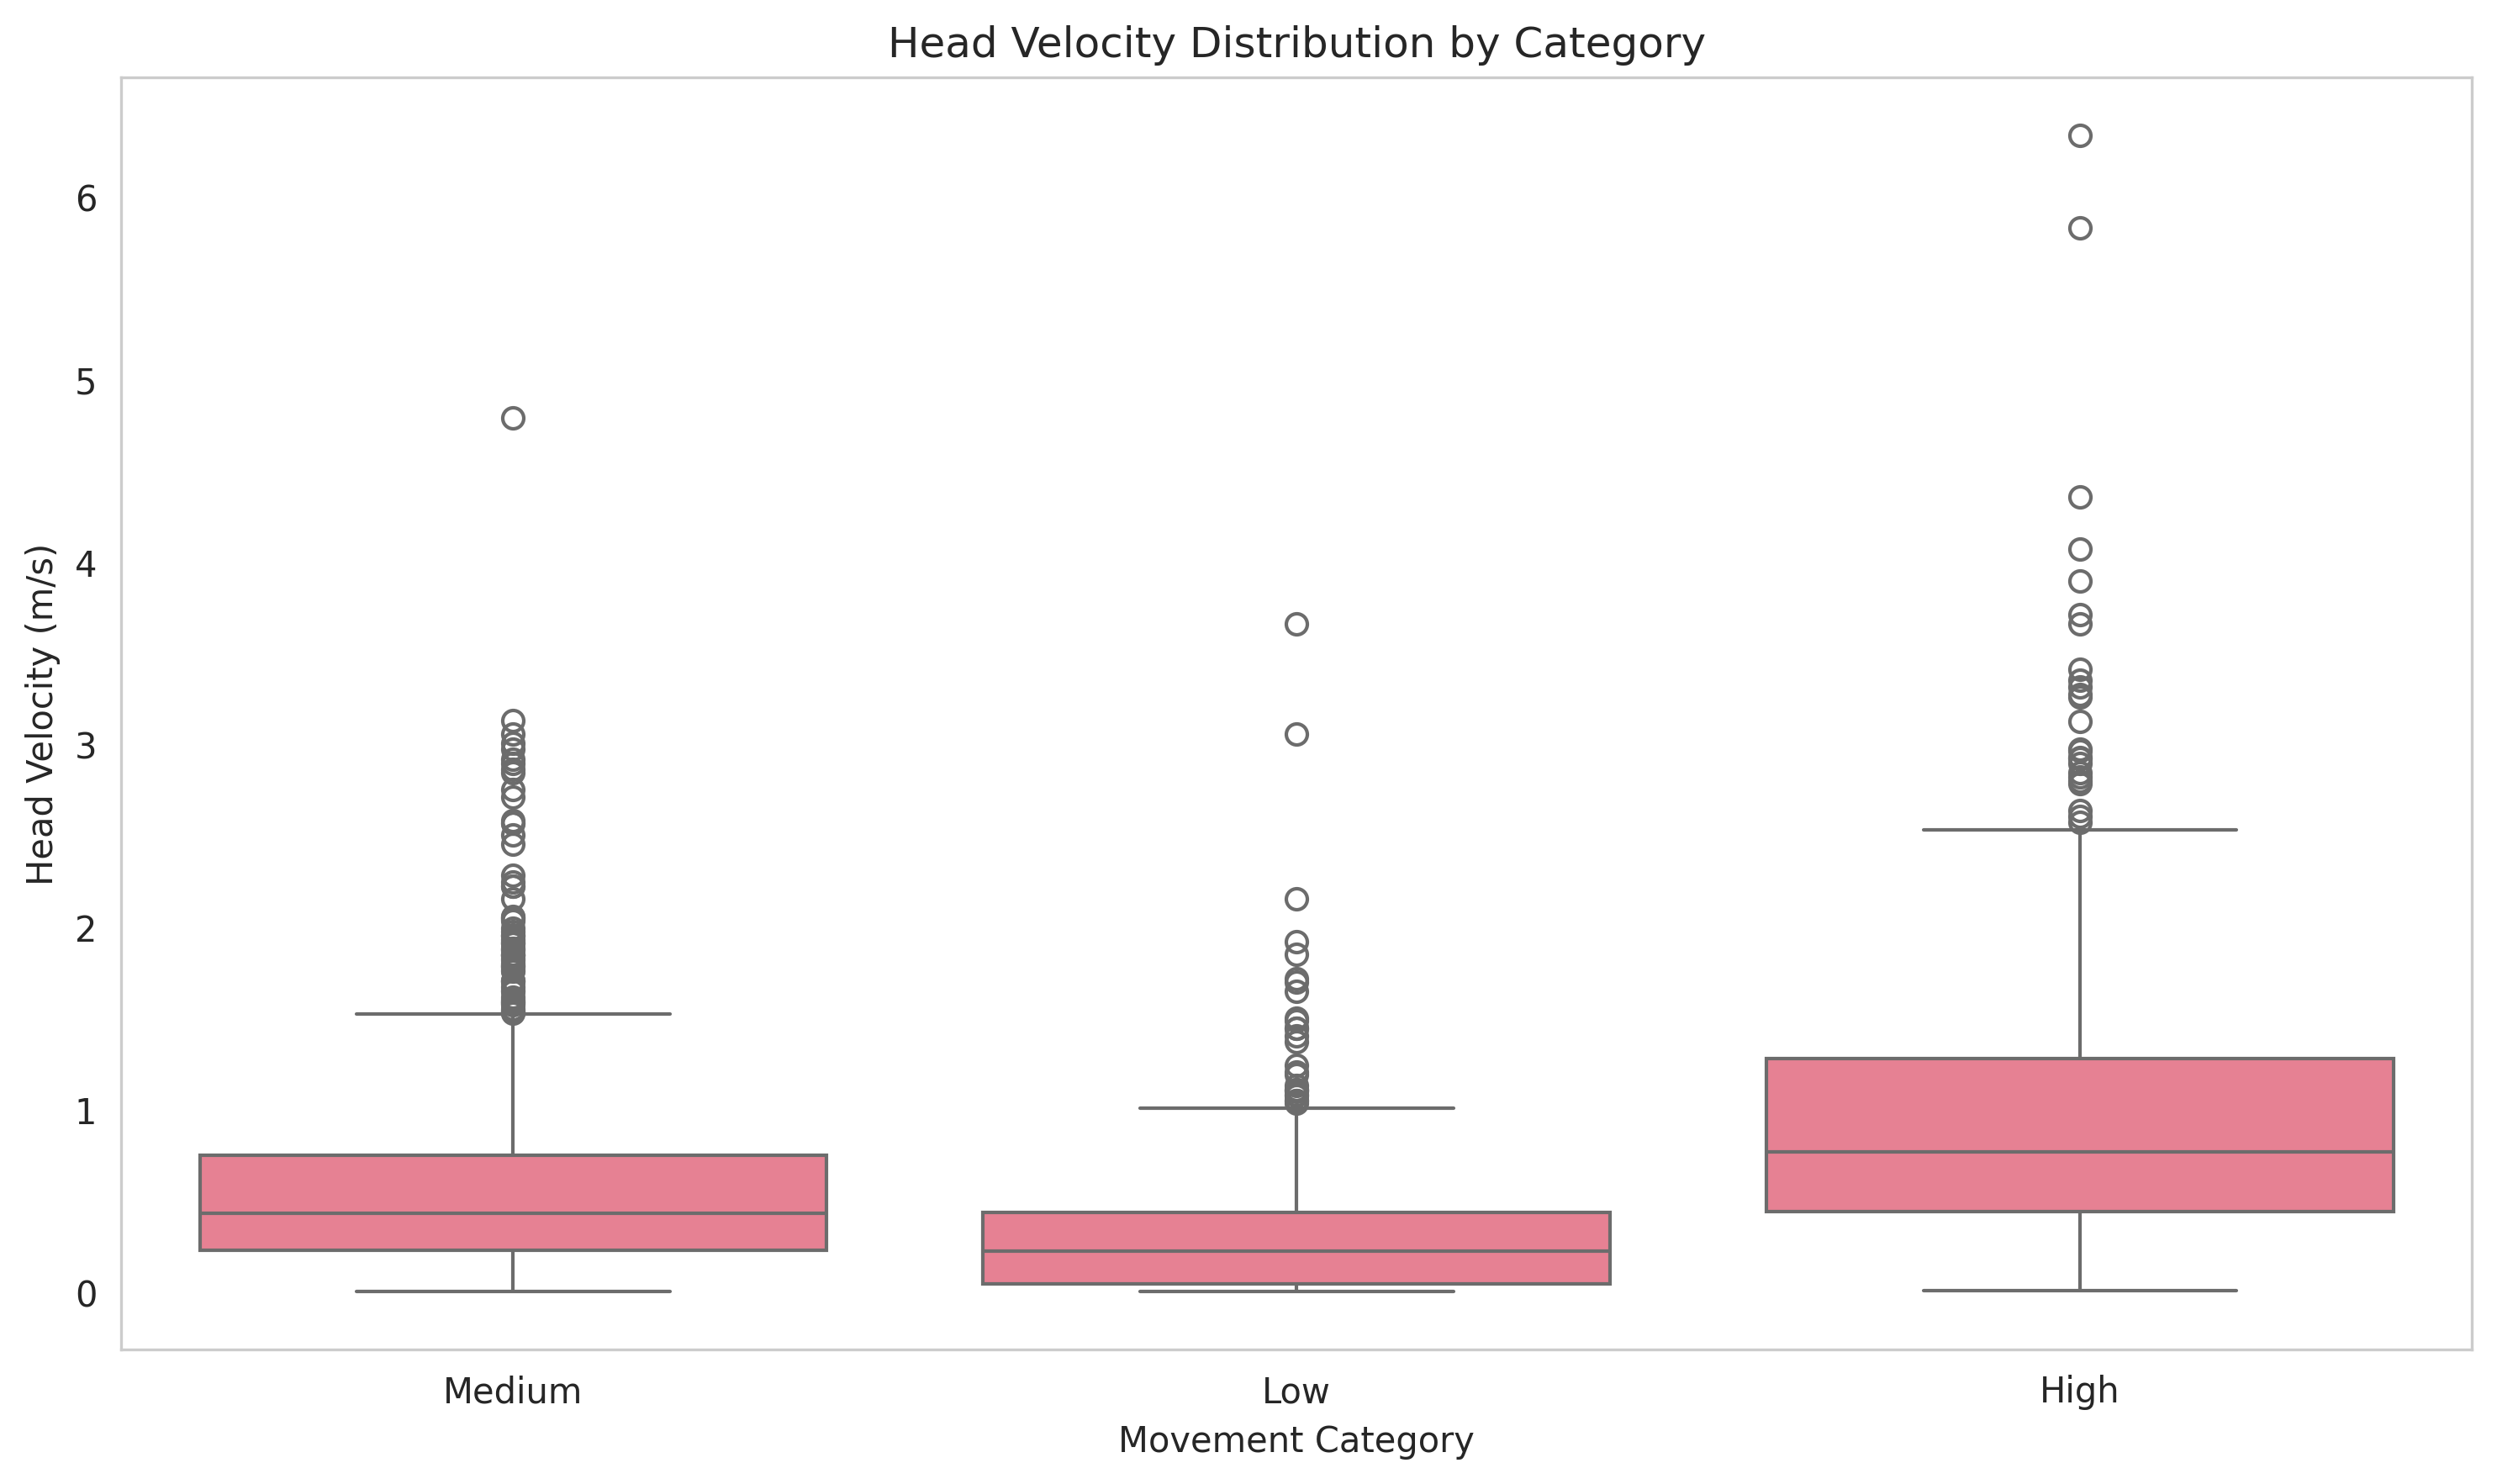 Head Velocity Distribution by Category
Head Velocity (m/s)
6
5
4
3
2
1
0
Medium
Low
High
Movement Category